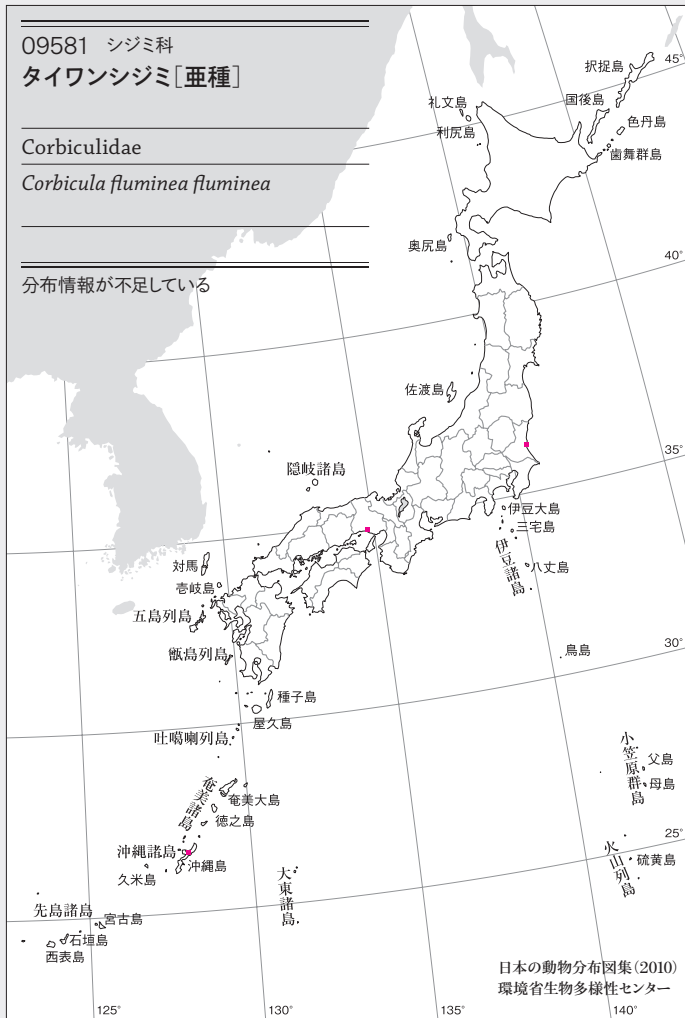 09581 シジミ科
タイワンシジミ[亜種]
Corbiculidae
Corbicula fluminea fluminea
分布情報が不足している
択捉島
45°
国後島
礼文島
色丹島
利尻島
歯舞群島
奥尻島
40°
佐渡島
35°
隠岐諸島
伊豆大島
三宅島
伊豆諸島
八丈島
対馬
壱岐島
五島列島
甑島列島
鳥島
30°
種子島
屋久島
吐噶喇列島
小笠原群島
父島
母島
奄美諸島
奄美大島
徳之島
25°
沖縄諸島
沖縄島
久米島
火山列島
硫黄島
大東諸島
先島諸島
宮古島
石垣島
西表島
日本の動物分布図集(2010)
環境省生物多様性センター
125°
130°
135°
140°